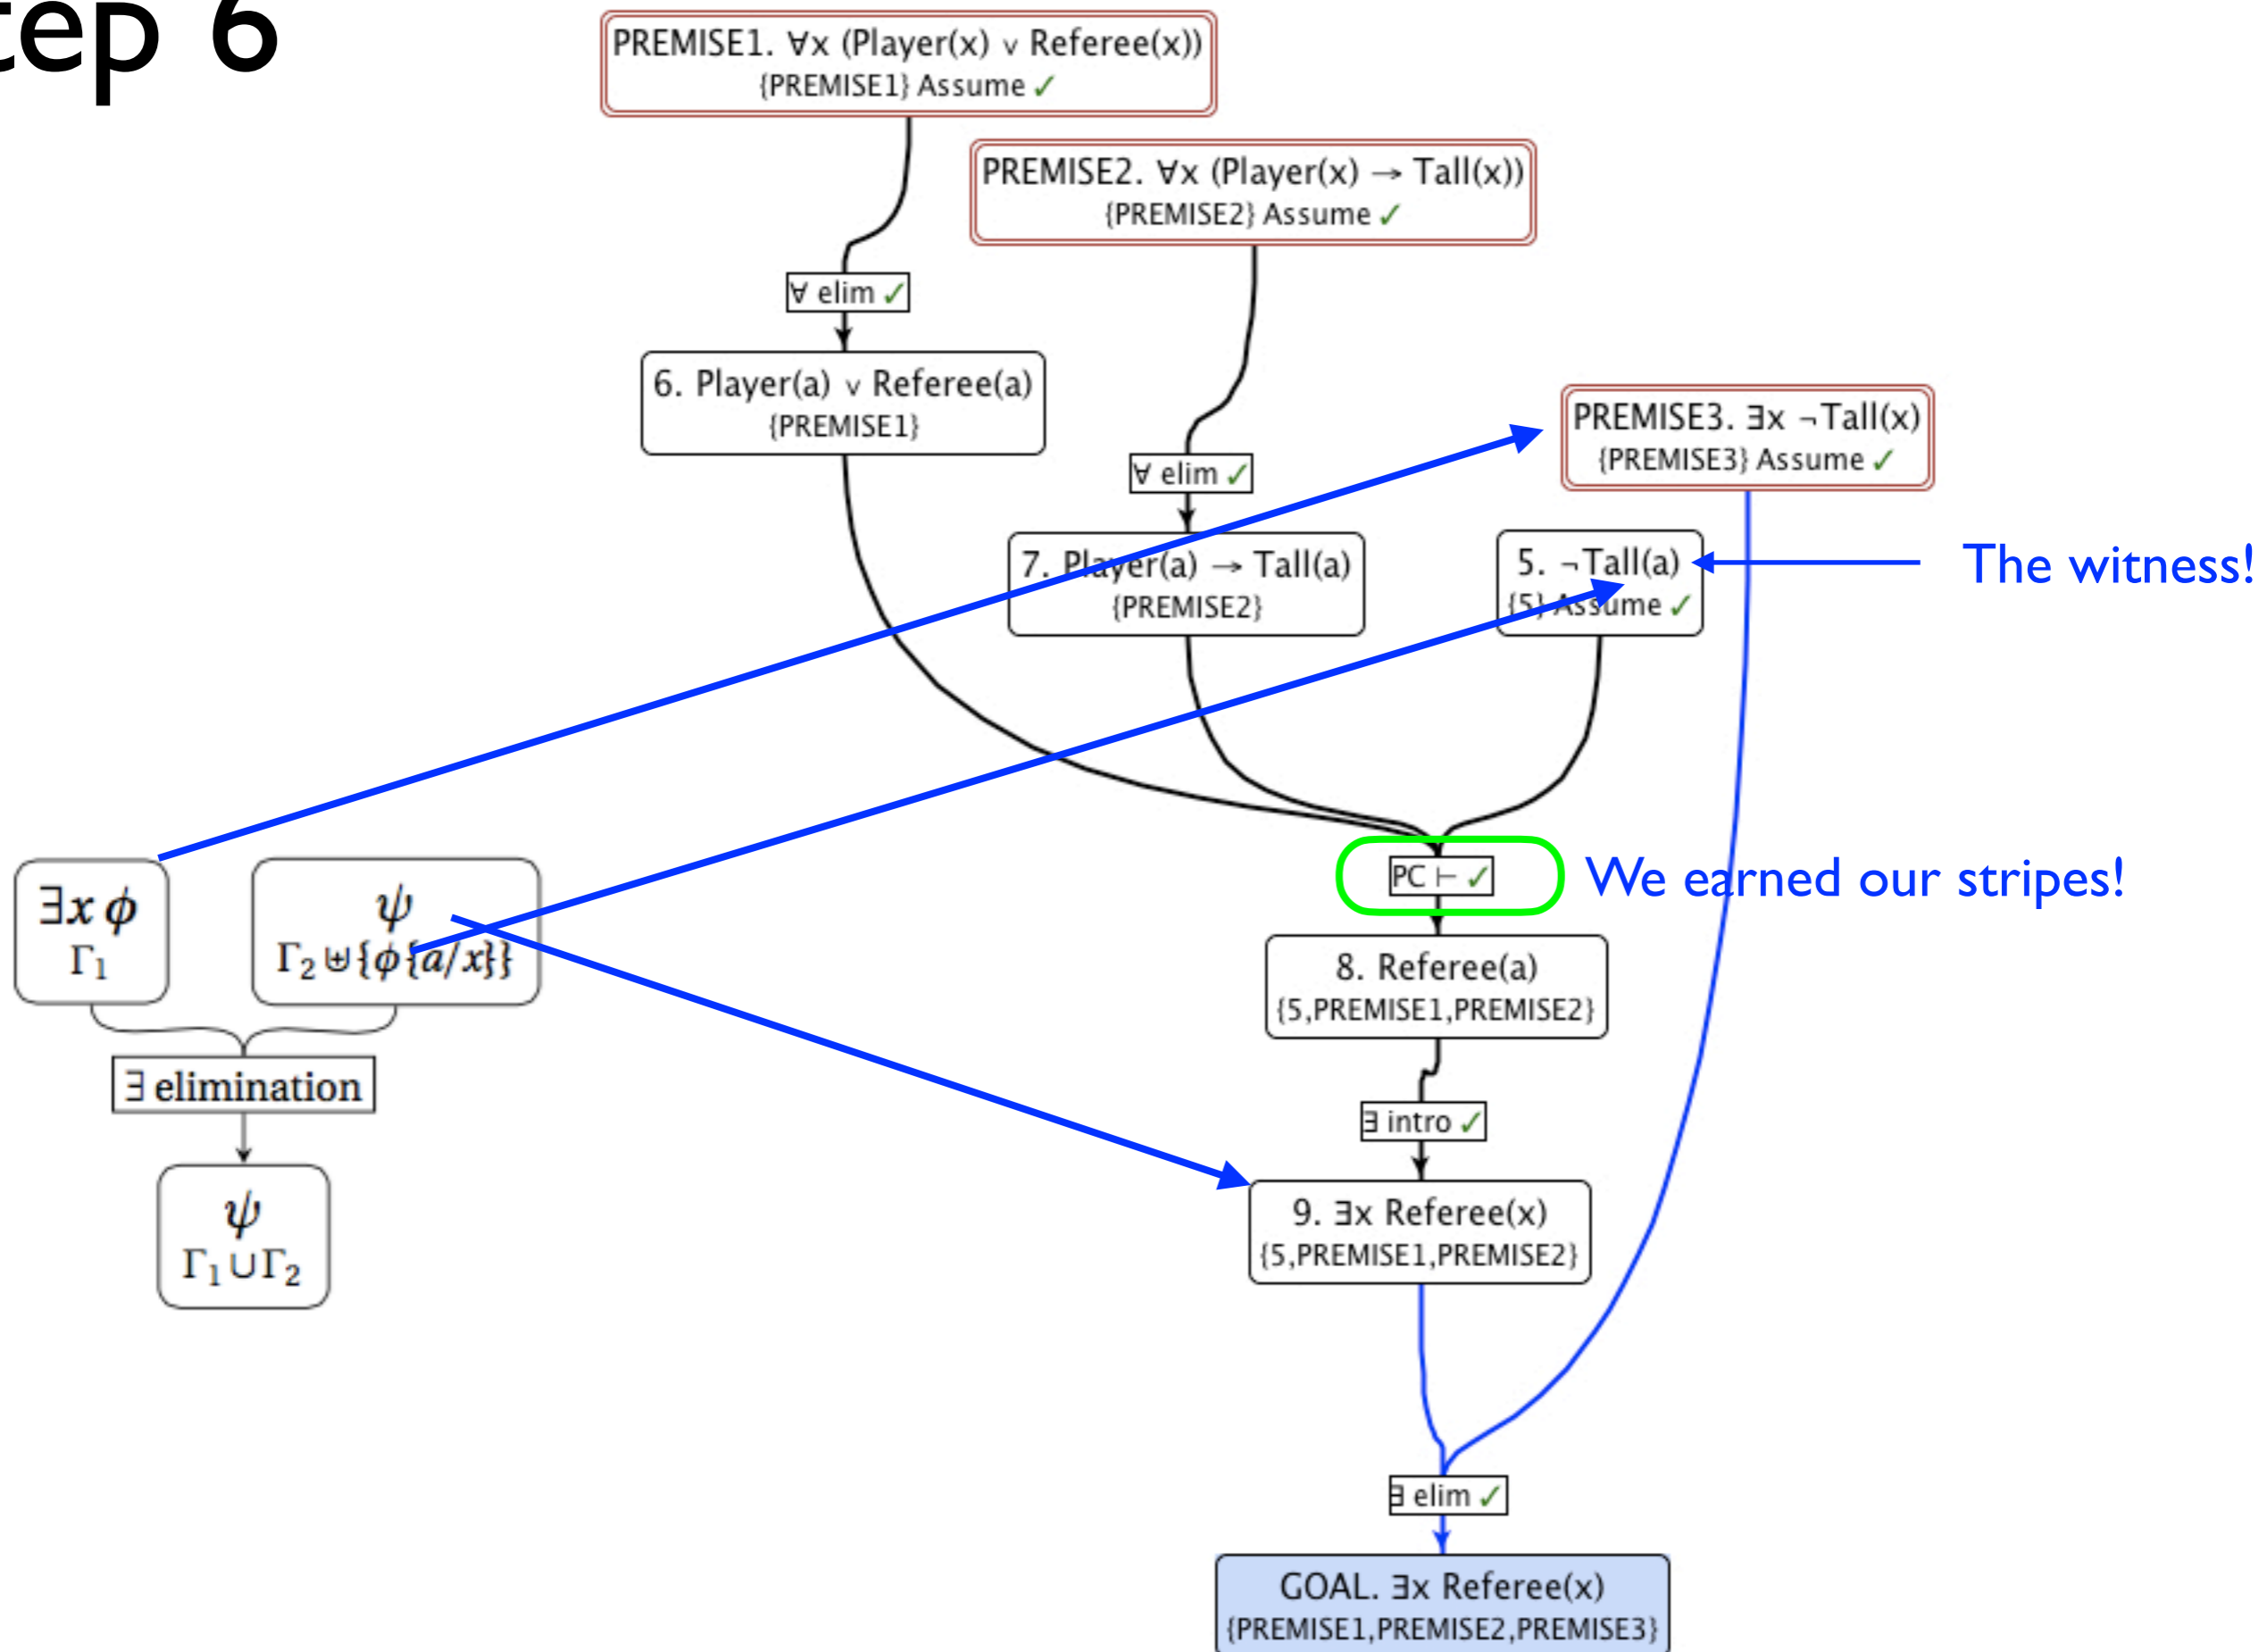 tep 6
PREMISE1. ∀x (Player(x) ∨ Referee(x))
{PREMISE1} Assume ✓
PREMISE2. ∀x (Player(x) → Tall(x))
{PREMISE2} Assume ✓
∀ elim ✓
6. Player(a) ∨ Referee(a)
{PREMISE1}
PREMISE3. ∃x ¬Tall(x)
{PREMISE3} Assume ✓
∀ elim ✓
7. Player(a) → Tall(a)
{PREMISE2}
5. ¬Tall(a)
{5} Assume ✓
The witness!
PC ⊢ ✓
We earned our stripes!
∃x ϕ
Γ₁
ψ
Γ₂ ⊎ {ϕ{a/x}}
8. Referee(a)
{5,PREMISE1,PREMISE2}
∃ elimination
∃ intro ✓
ψ
Γ₁ ∪ Γ₂
9. ∃x Referee(x)
{5,PREMISE1,PREMISE2}
∃ elim ✓
GOAL. ∃x Referee(x)
{PREMISE1,PREMISE2,PREMISE3}